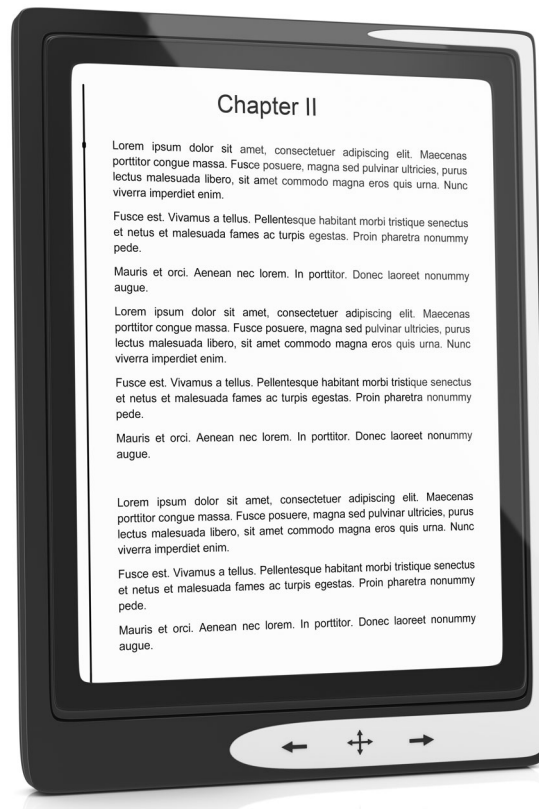 Chapter II
Lorem ipsum dolor sit amet, consectetuer adipiscing elit. Maecenas
porttitor congue massa. Fusce posuere, magna sed pulvinar ultricies, purus
lectus malesuada libero, sit amet commodo magna eros quis urna. Nunc
viverra imperdiet enim.
Fusce est. Vivamus a tellus. Pellentesque habitant morbi tristique senectus
et netus et malesuada fames ac turpis egestas. Proin pharetra nonummy
pede.
Mauris et orci. Aenean nec lorem. In porttitor. Donec laoreet nonummy
augue.
Lorem ipsum dolor sit amet, consectetuer adipiscing elit. Maecenas
porttitor congue massa. Fusce posuere, magna sed pulvinar ultricies, purus
lectus malesuada libero, sit amet commodo magna eros quis urna. Nunc
viverra imperdiet enim.
Fusce est. Vivamus a tellus. Pellentesque habitant morbi tristique senectus
et netus et malesuada fames ac turpis egestas. Proin pharetra nonummy
pede.
Mauris et orci. Aenean nec lorem. In porttitor. Donec laoreet nonummy
augue.
Lorem ipsum dolor sit amet, consectetuer adipiscing elit. Maecenas
porttitor congue massa. Fusce posuere, magna sed pulvinar ultricies, purus
lectus malesuada libero, sit amet commodo magna eros quis urna. Nunc
viverra imperdiet enim.
Fusce est. Vivamus a tellus. Pellentesque habitant morbi tristique senectus
et netus et malesuada fames ac turpis egestas. Proin pharetra nonummy
pede.
Mauris et orci. Aenean nec lorem. In porttitor. Donec laoreet nonummy
augue.